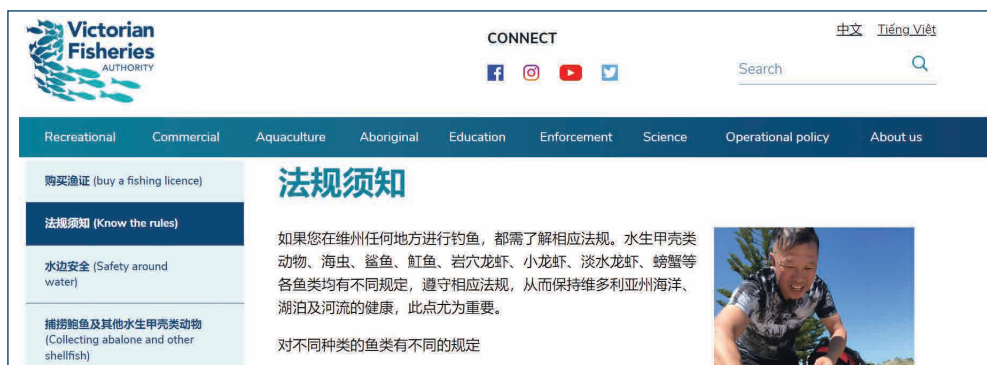 Victorian
Fisheries
AUTHORITY
CONNECT
中文 Tiếng Việt
Search
Recreational Commercial Aquaculture Aboriginal Education Enforcement Science Operational policy About us
购买渔证 (buy a fishing licence)
法规须知 (Know the rules)
水边安全 (Safety around
water)
捕捞鲍鱼及其他水生甲壳类动物
(Collecting abalone and other
shellfish)
法规须知
如果您在维州任何地方进行钓鱼，都需了解相应法规。水生甲壳类
动物、海虫、鲨鱼、魟鱼、岩穴龙虾、小龙虾、淡水龙虾、螃蟹等
各鱼类均有不同规定，遵守相应法规，从而保持维多利亚州海洋、
湖泊及河流的健康，此点尤为重要。
对不同种类的鱼类有不同的规定